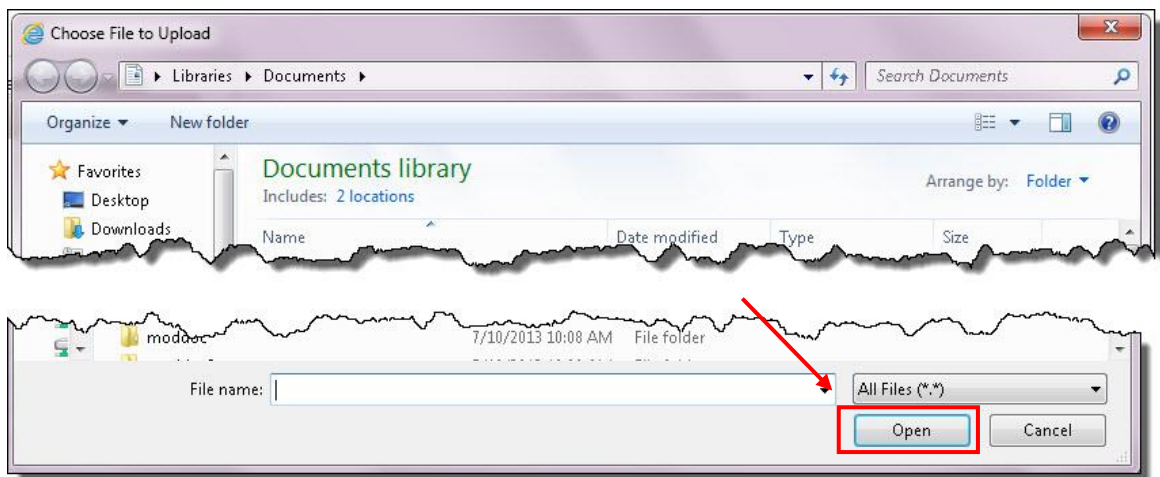 Choose File to Upload
Libraries Documents Search Documents
Organize New folder
Favorites
Desktop
Downloads
Documents library
Includes: 2 locations
Arrange by: Folder
Name Date modified Type Size
7/10/2013 10:08 AM File folder
File name: All Files (*.*)
Open Cancel